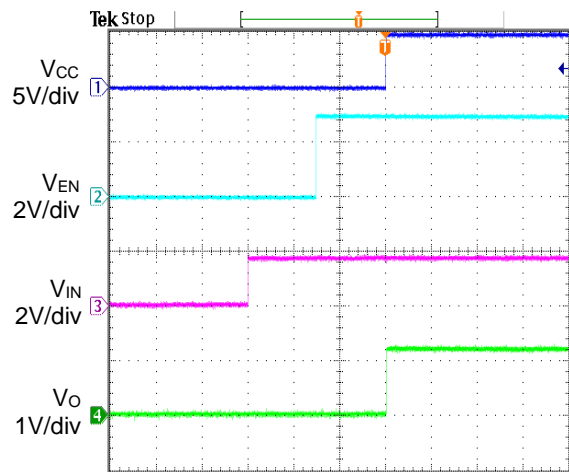 Tek Stop
T
T
VCC
5V/div
1
VEN
2V/div
2
VIN
2V/div
3
VO
1V/div
4